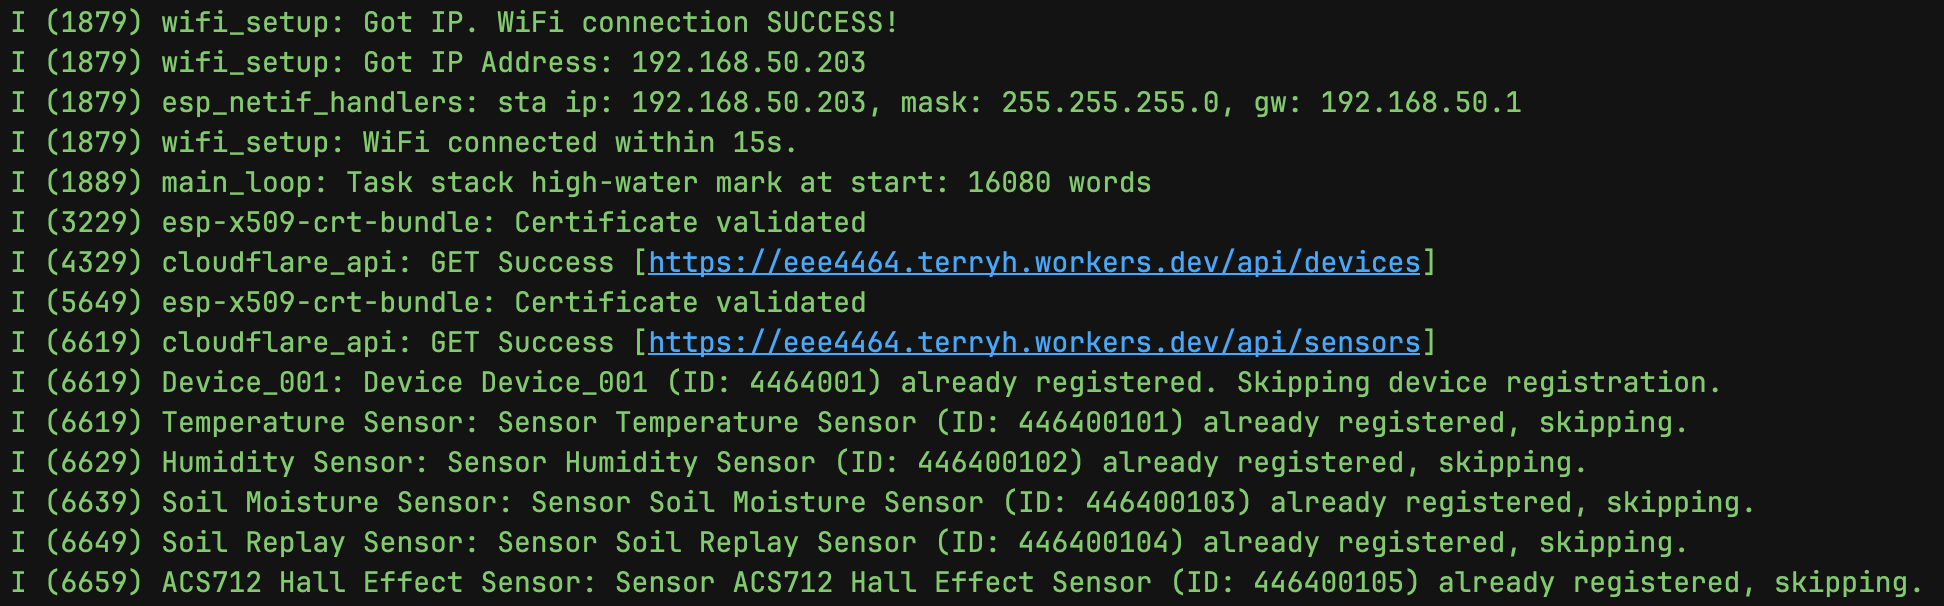 I (1879) wifi_setup: Got IP. WiFi connection SUCCESS!
I (1879) wifi_setup: Got IP Address: 192.168.50.203
I (1879) esp_netif_handlers: sta ip: 192.168.50.203, mask: 255.255.255.0, gw: 192.168.50.1
I (1879) wifi_setup: WiFi connected within 15s.
I (1889) main_loop: Task stack high-water mark at start: 16080 words
I (3229) esp-x509-crt-bundle: Certificate validated
I (4329) cloudflare_api: GET Success [https://eee4464.terryh.workers.dev/api/devices]
I (5649) esp-x509-crt-bundle: Certificate validated
I (6619) cloudflare_api: GET Success [https://eee4464.terryh.workers.dev/api/sensors]
I (6619) Device_001: Device Device_001 (ID: 4464001) already registered. Skipping device registration.
I (6619) Temperature Sensor: Sensor Temperature Sensor (ID: 446400101) already registered, skipping.
I (6629) Humidity Sensor: Sensor Humidity Sensor (ID: 446400102) already registered, skipping.
I (6639) Soil Moisture Sensor: Sensor Soil Moisture Sensor (ID: 446400103) already registered, skipping.
I (6649) Soil Replay Sensor: Sensor Soil Replay Sensor (ID: 446400104) already registered, skipping.
I (6659) ACS712 Hall Effect Sensor: Sensor ACS712 Hall Effect Sensor (ID: 446400105) already registered, skipping.